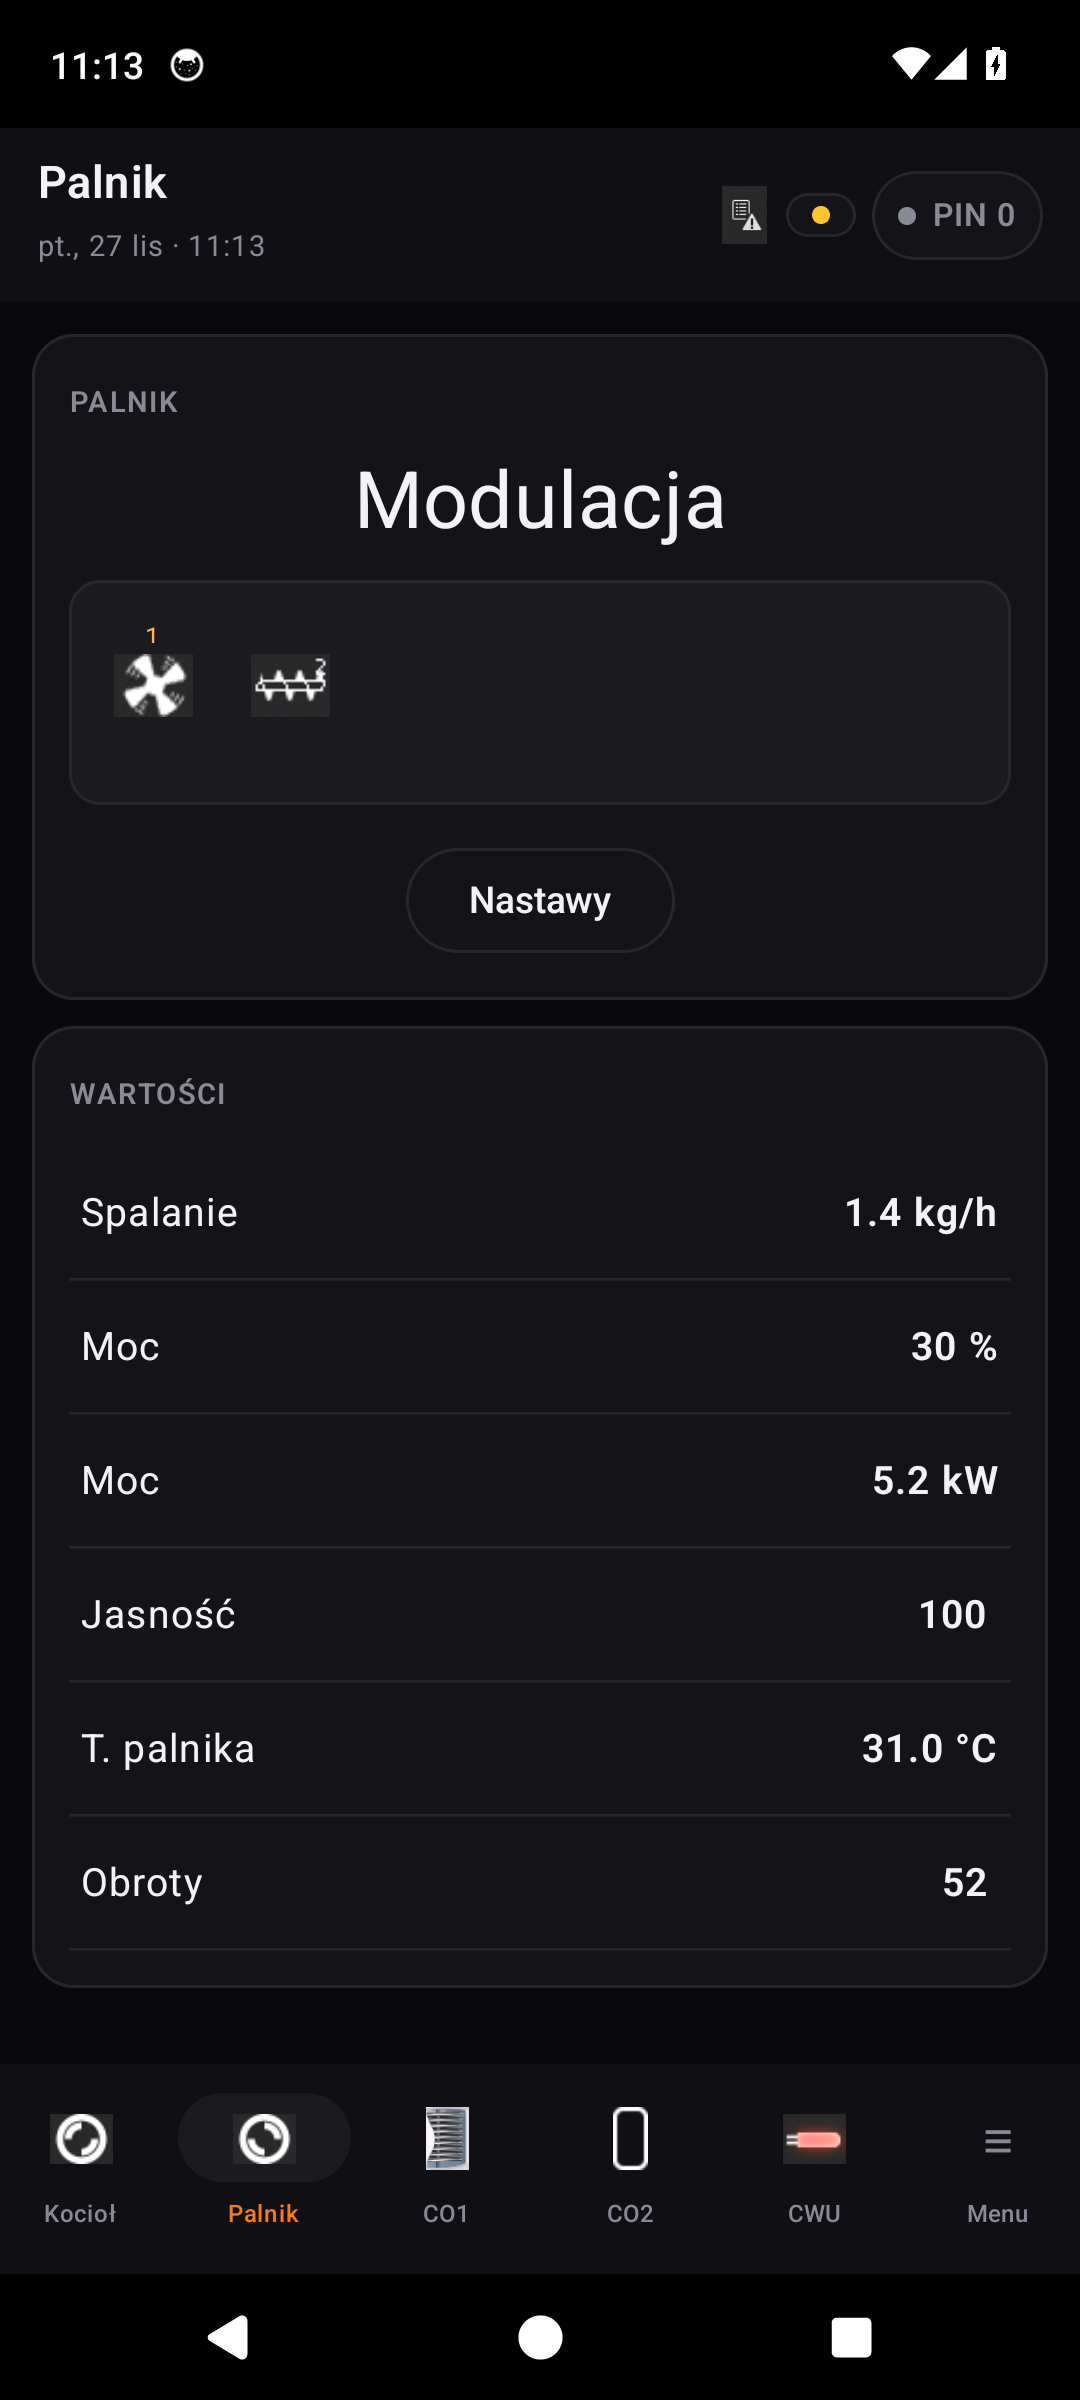 11:13
Palnik
pt., 27 lis · 11:13
PIN 0
PALNIK
Modulacja
1
2
Nastawy
WARTOŚCI
Spalanie 1.4 kg/h
Moc 30 %
Moc 5.2 kW
Jasność 100
T. palnika 31.0 °C
Obroty 52
Kocioł Palnik CO1 CO2 CWU Menu